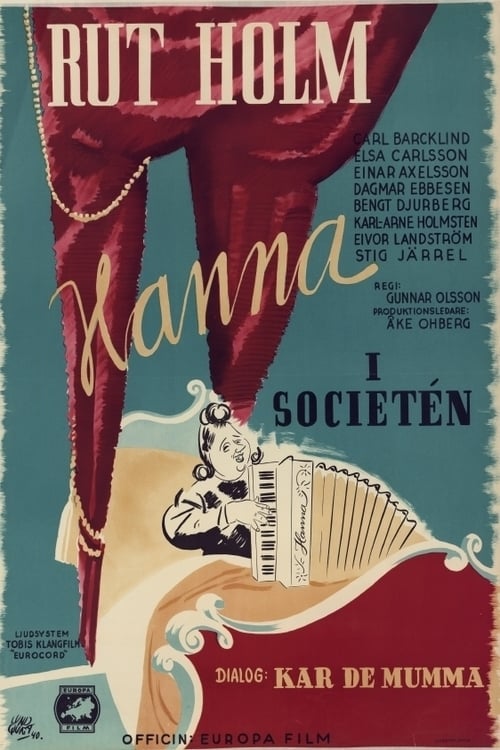 RUT HOLM
CARL BARCKLIND
ELSA CARLSSON
EINAR AXELSSON
DAGMAR EBBESEN
BENGT DJURBERG
KARL-ARNE HOLMSTEN
EIVOR LANDSTRÖM
STIG JÄRREL
Hanna
REGI:
GUNNAR OLSSON
PRODUKTIONSLEDARE:
ÅKE OHBERG
I
SOCIETÉN
Hanna
LJUDSYSTEM
TOBIS KLANGFILM
"EUROCORD"
DIALOG: KAR DE MUMMA
EUROPA
FILM
40.
OFFICIN: EUROPA FILM